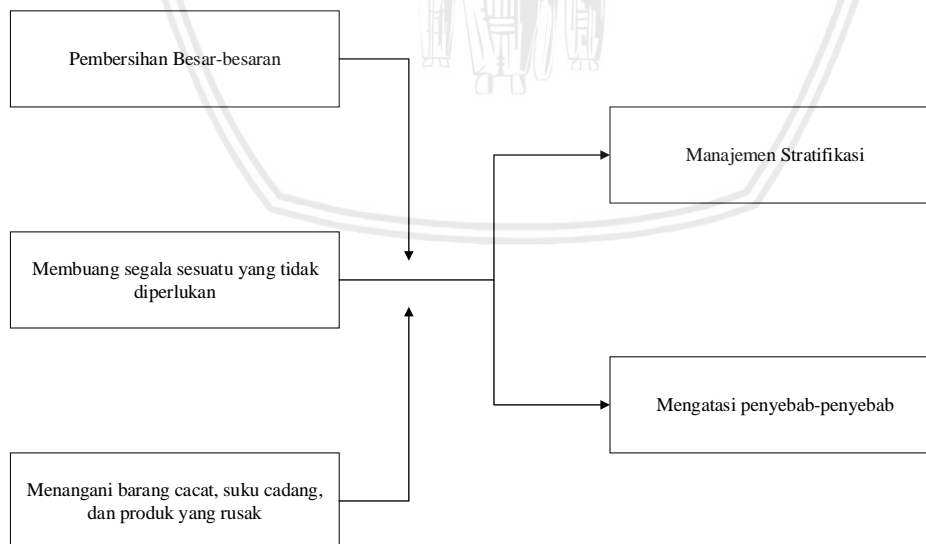 Pembersihan Besar-besaran
Manajemen Stratifikasi
Membuang segala sesuatu yang tidak
diperlukan
Mengatasi penyebab-penyebab
Menangani barang cacat, suku cadang,
dan produk yang rusak